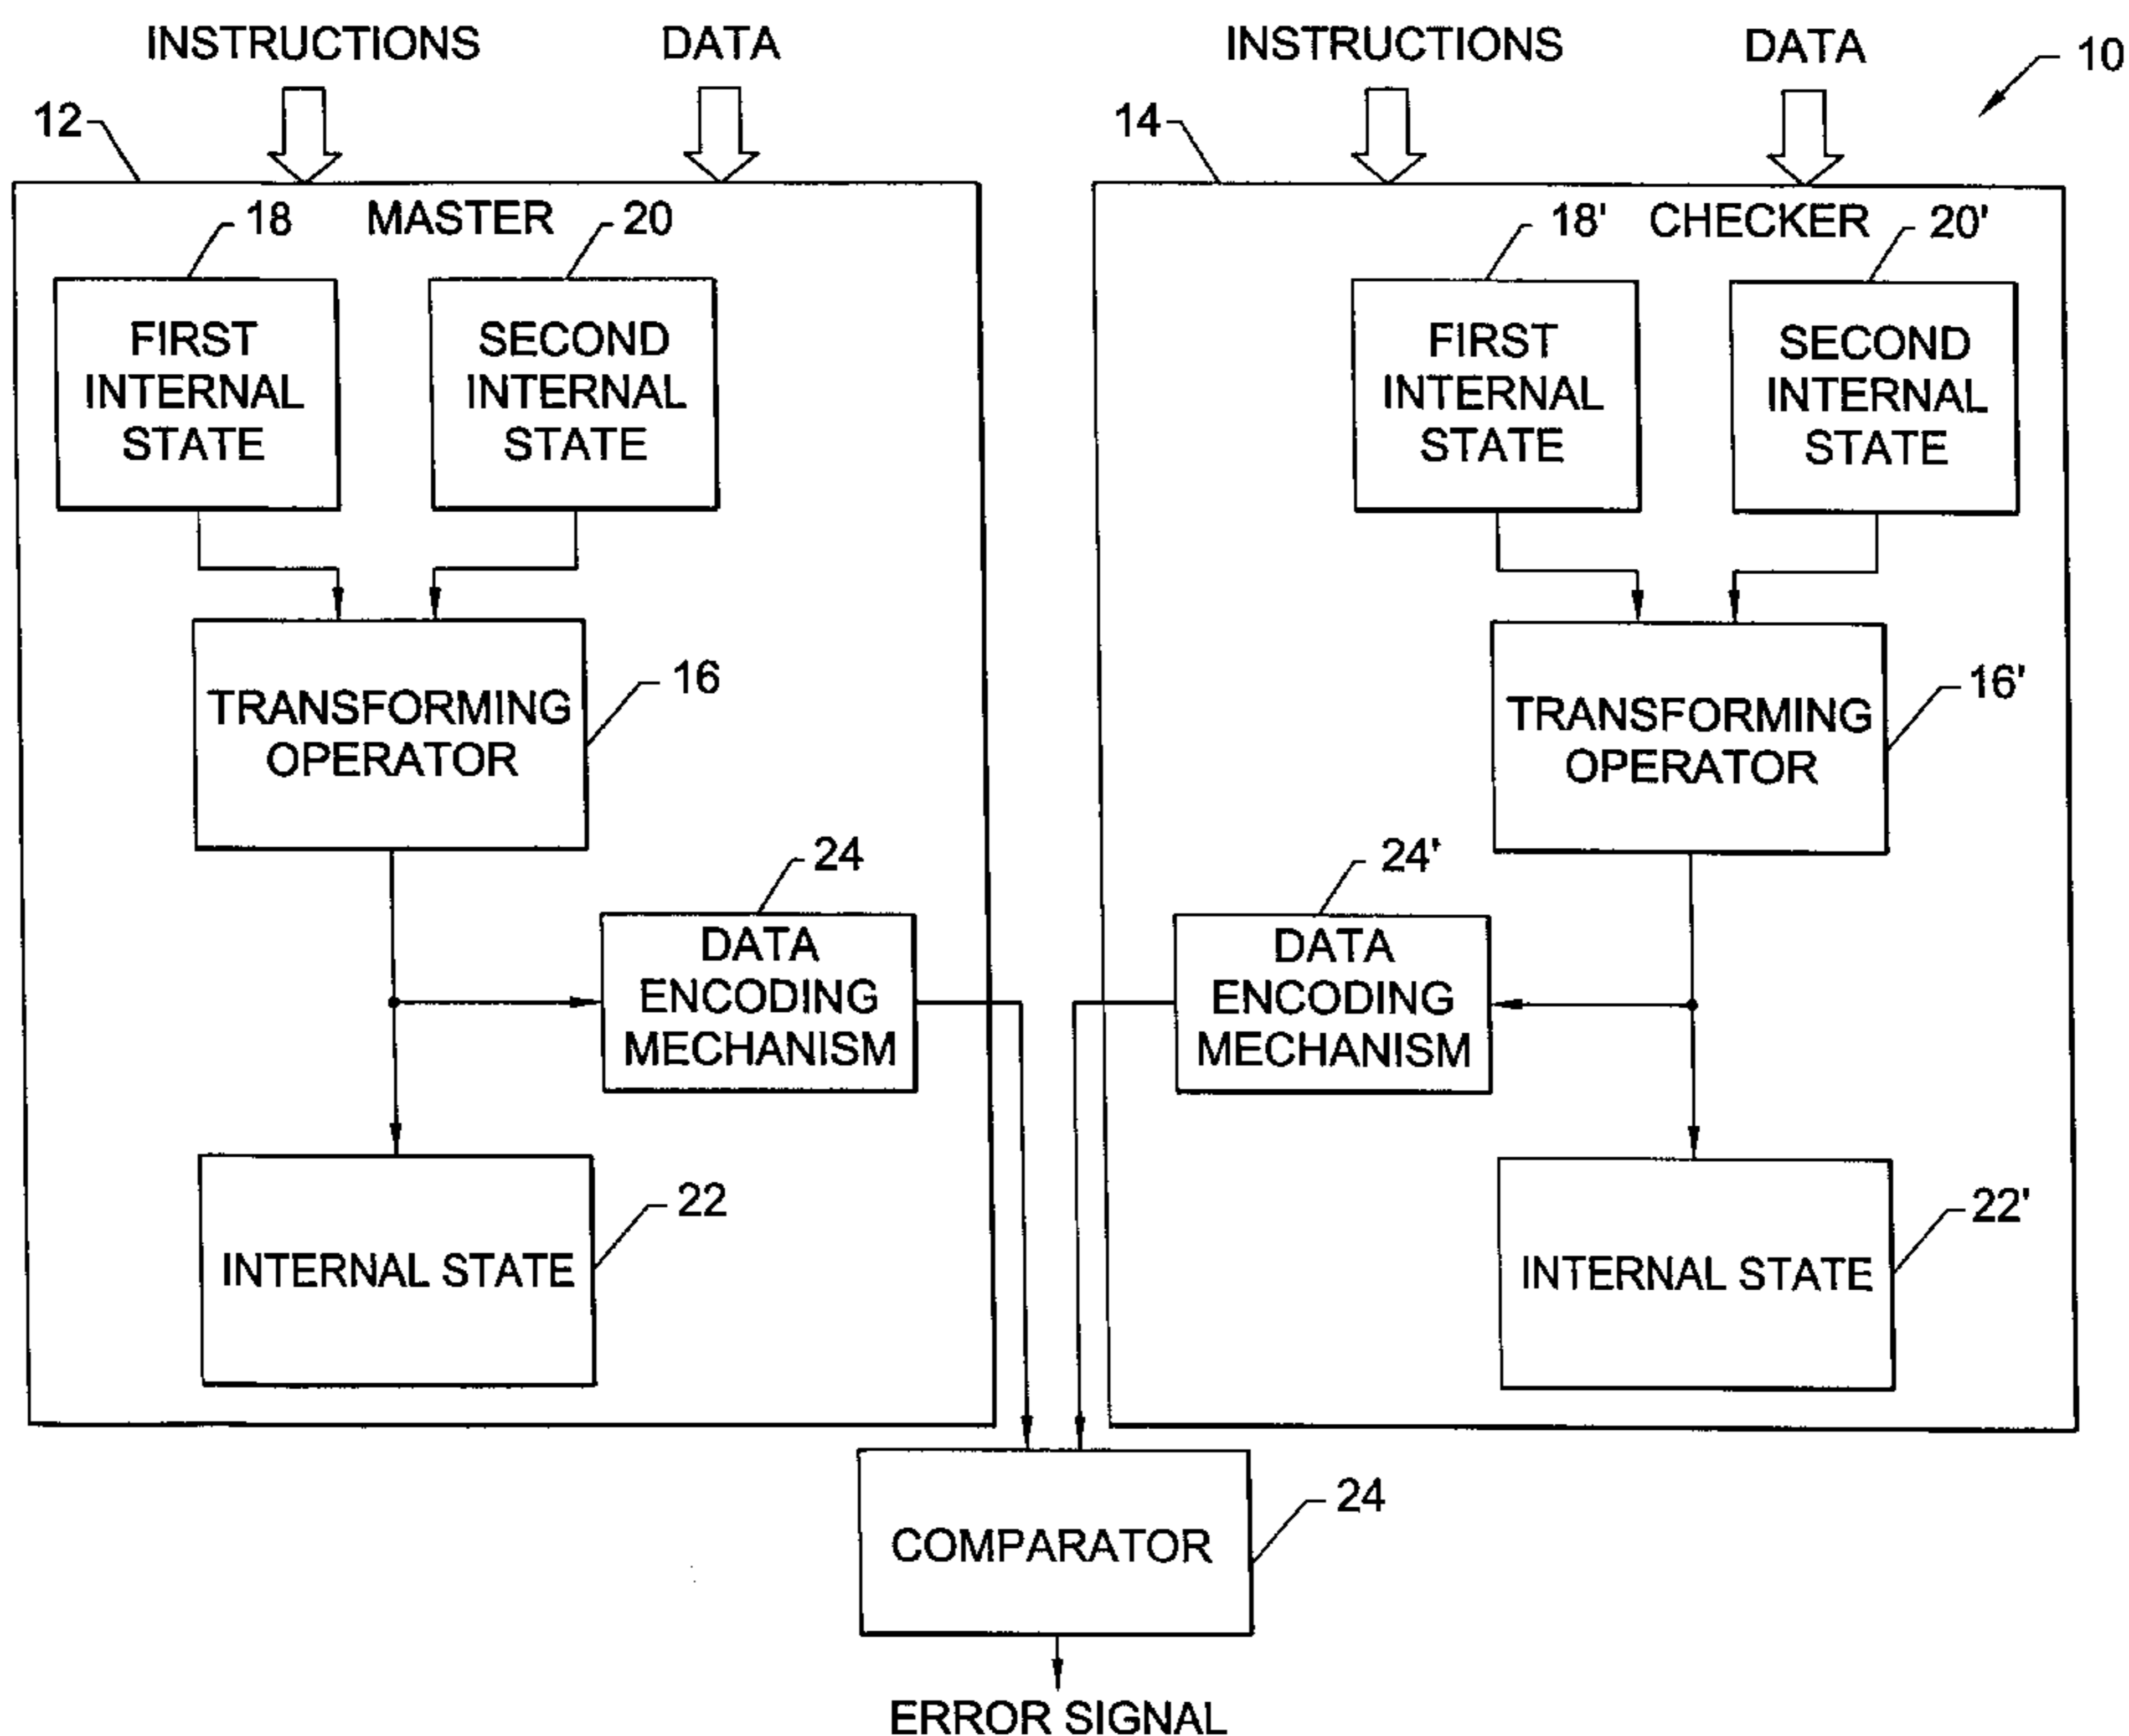 INSTRUCTIONS
DATA
INSTRUCTIONS
DATA
10
12
14
MASTER
18
20
CHECKER
18'
20'
FIRST
INTERNAL
STATE
SECOND
INTERNAL
STATE
FIRST
INTERNAL
STATE
SECOND
INTERNAL
STATE
TRANSFORMING
OPERATOR
16
TRANSFORMING
OPERATOR
16'
24
DATA
ENCODING
MECHANISM
24'
DATA
ENCODING
MECHANISM
INTERNAL STATE
22
INTERNAL STATE
22'
COMPARATOR
24
ERROR SIGNAL